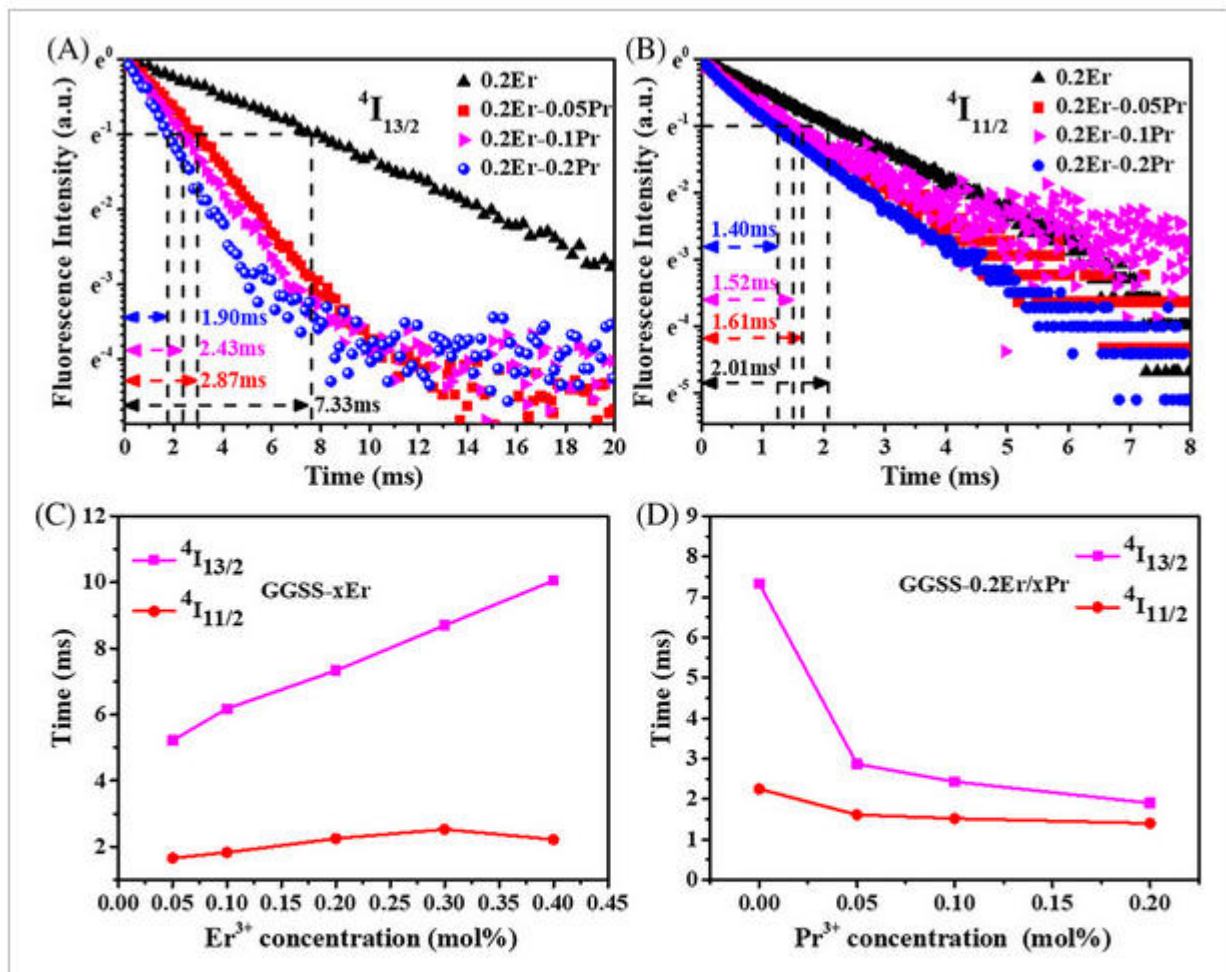 (A)
Fluorescence Intensity (a.u.)
e⁰
e⁻¹
e⁻²
e⁻³
e⁻⁴
⁴I₁₃/₂
0.2Er
0.2Er-0.05Pr
0.2Er-0.1Pr
0.2Er-0.2Pr
1.90ms
2.43ms
2.87ms
7.33ms
0 2 4 6 8 10 12 14 16 18 20
Time (ms)
(B)
Fluorescence Intensity (a.u.)
e⁰
e⁻¹
e⁻²
e⁻³
e⁻⁴
e⁻⁵
⁴I₁₁/₂
0.2Er
0.2Er-0.05Pr
0.2Er-0.1Pr
0.2Er-0.2Pr
1.40ms
1.52ms
1.61ms
2.01ms
0 1 2 3 4 5 6 7 8
Time (ms)
(C)
Time (ms)
12
10
8
6
4
2
⁴I₁₃/₂
⁴I₁₁/₂
GGSS-xEr
0.00 0.05 0.10 0.15 0.20 0.25 0.30 0.35 0.40 0.45
Er³⁺ concentration (mol%)
(D)
Time (ms)
9
8
7
6
5
4
3
2
1
0
⁴I₁₃/₂
⁴I₁₁/₂
GGSS-0.2Er/xPr
0.00 0.05 0.10 0.15 0.20
Pr³⁺ concentration (mol%)